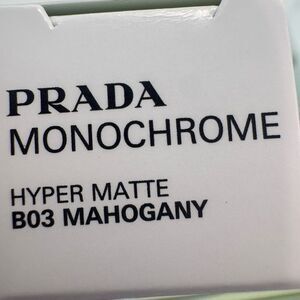 PRADA
MONOCHROME
HYPER MATTE
B03 MAHOGANY